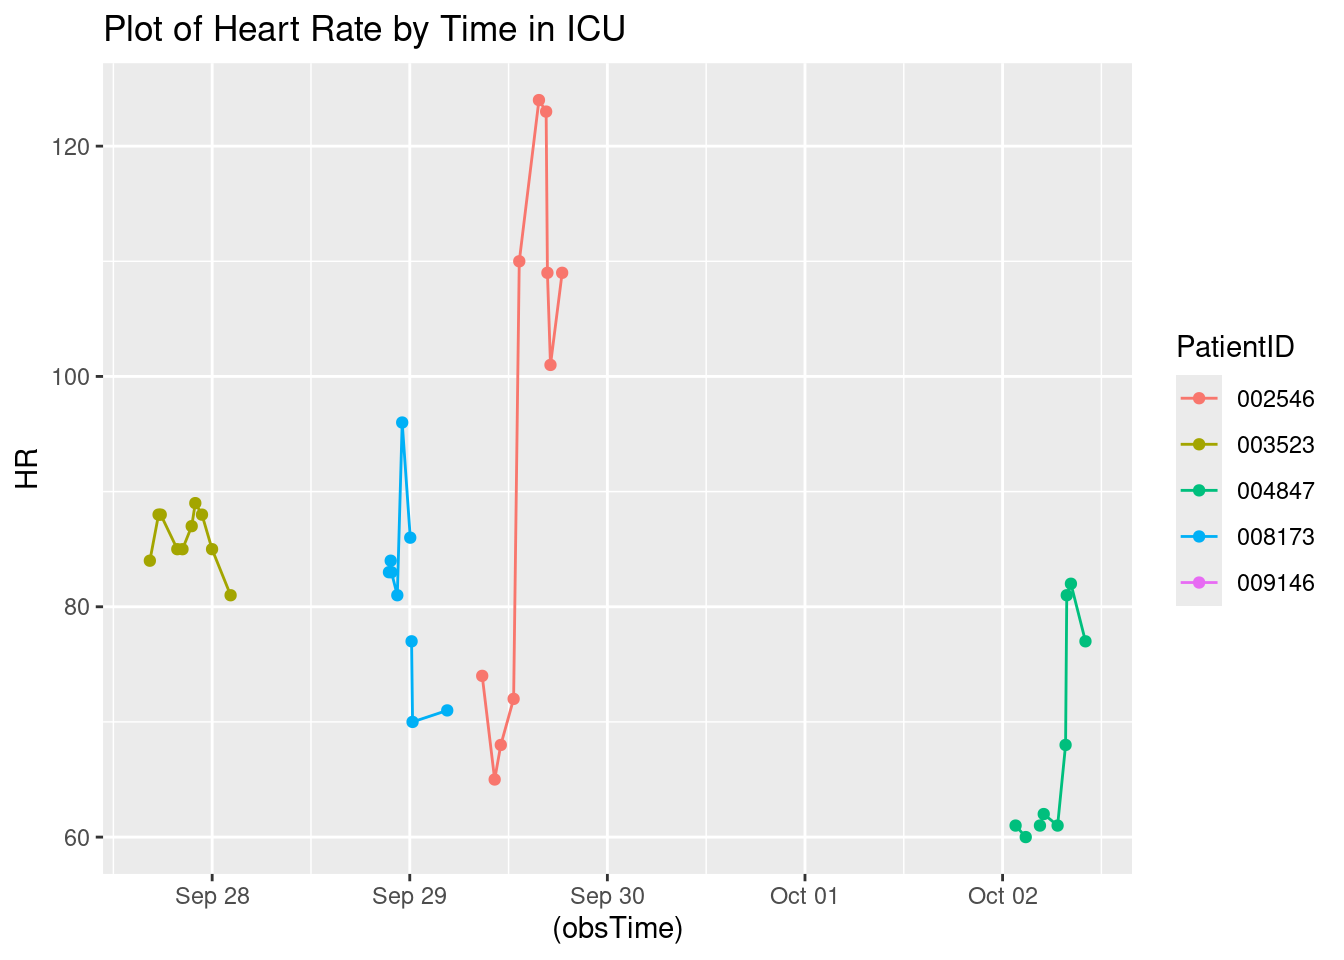 Plot of Heart Rate by Time in ICU
120
100
80
60
HR
Sep 28
Sep 29
Sep 30
Oct 01
Oct 02
(obsTime)
PatientID
002546
003523
004847
008173
009146